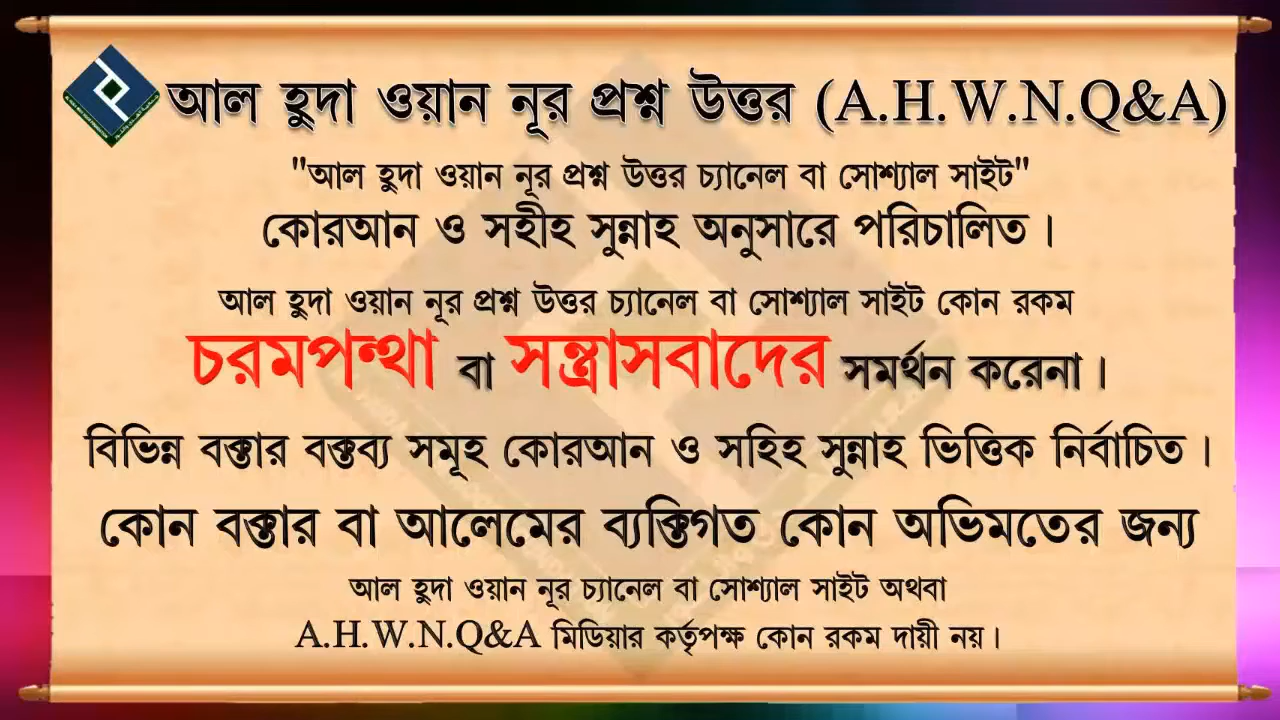 আল হুদা ওয়ান নূর প্রশ্ন উত্তর (A.H.W.N.Q&A)
"আল হুদা ওয়ান নূর প্রশ্ন উত্তর চ্যানেল বা সোশ্যাল সাইট"
কোরআন ও সহীহ সুন্নাহ অনুসারে পরিচালিত।
আল হুদা ওয়ান নূর প্রশ্ন উত্তর চ্যানেল বা সোশ্যাল সাইট কোন রকম
চরমপন্থা বা সন্ত্রাসবাদের সমর্থন করেনা।
বিভিন্ন বক্তার বক্তব্য সমূহ কোরআন ও সহিহ সুন্নাহ ভিত্তিক নির্বাচিত।
কোন বক্তার বা আলেমের ব্যক্তিগত কোন অভিমতের জন্য
আল হুদা ওয়ান নূর চ্যানেল বা সোশ্যাল সাইট অথবা
A.H.W.N.Q&A মিডিয়ার কর্তৃপক্ষ কোন রকম দায়ী নয়।